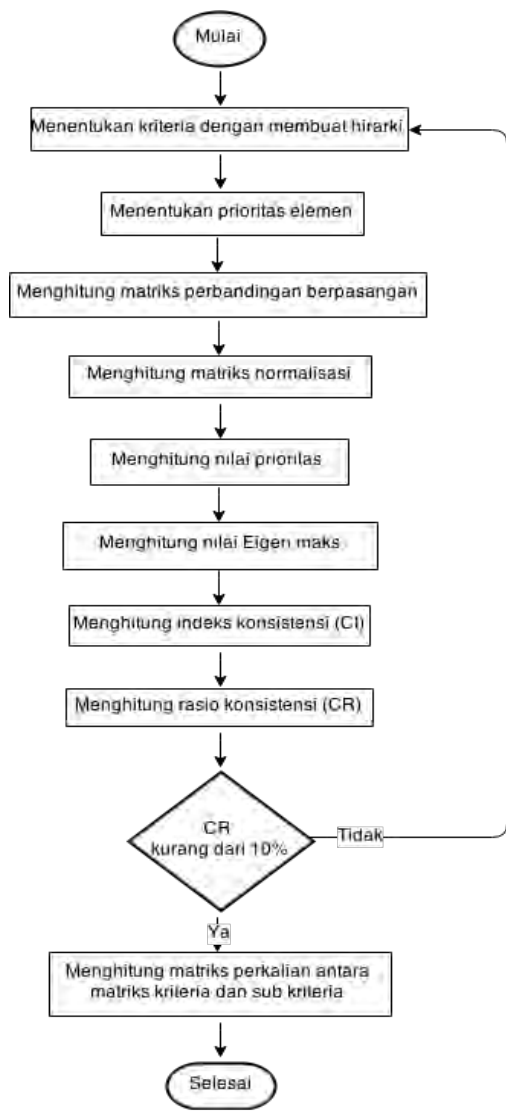 Mulai
Menentukan kriteria dengan membuat hirarki
Menentukan prioritas elemen
Menghitung matriks perbandingan berpasangan
Menghitung matriks normalisasi
Menghitung nilai prioritas
Menghitung nilai Eigen maks
Menghitung indeks konsistensi (CI)
Menghitung rasio konsistensi (CR)
CR
kurang dari 10%
Tidak
Ya
Menghitung matriks perkalian antara
matriks kriteria dan sub kriteria
Selesai